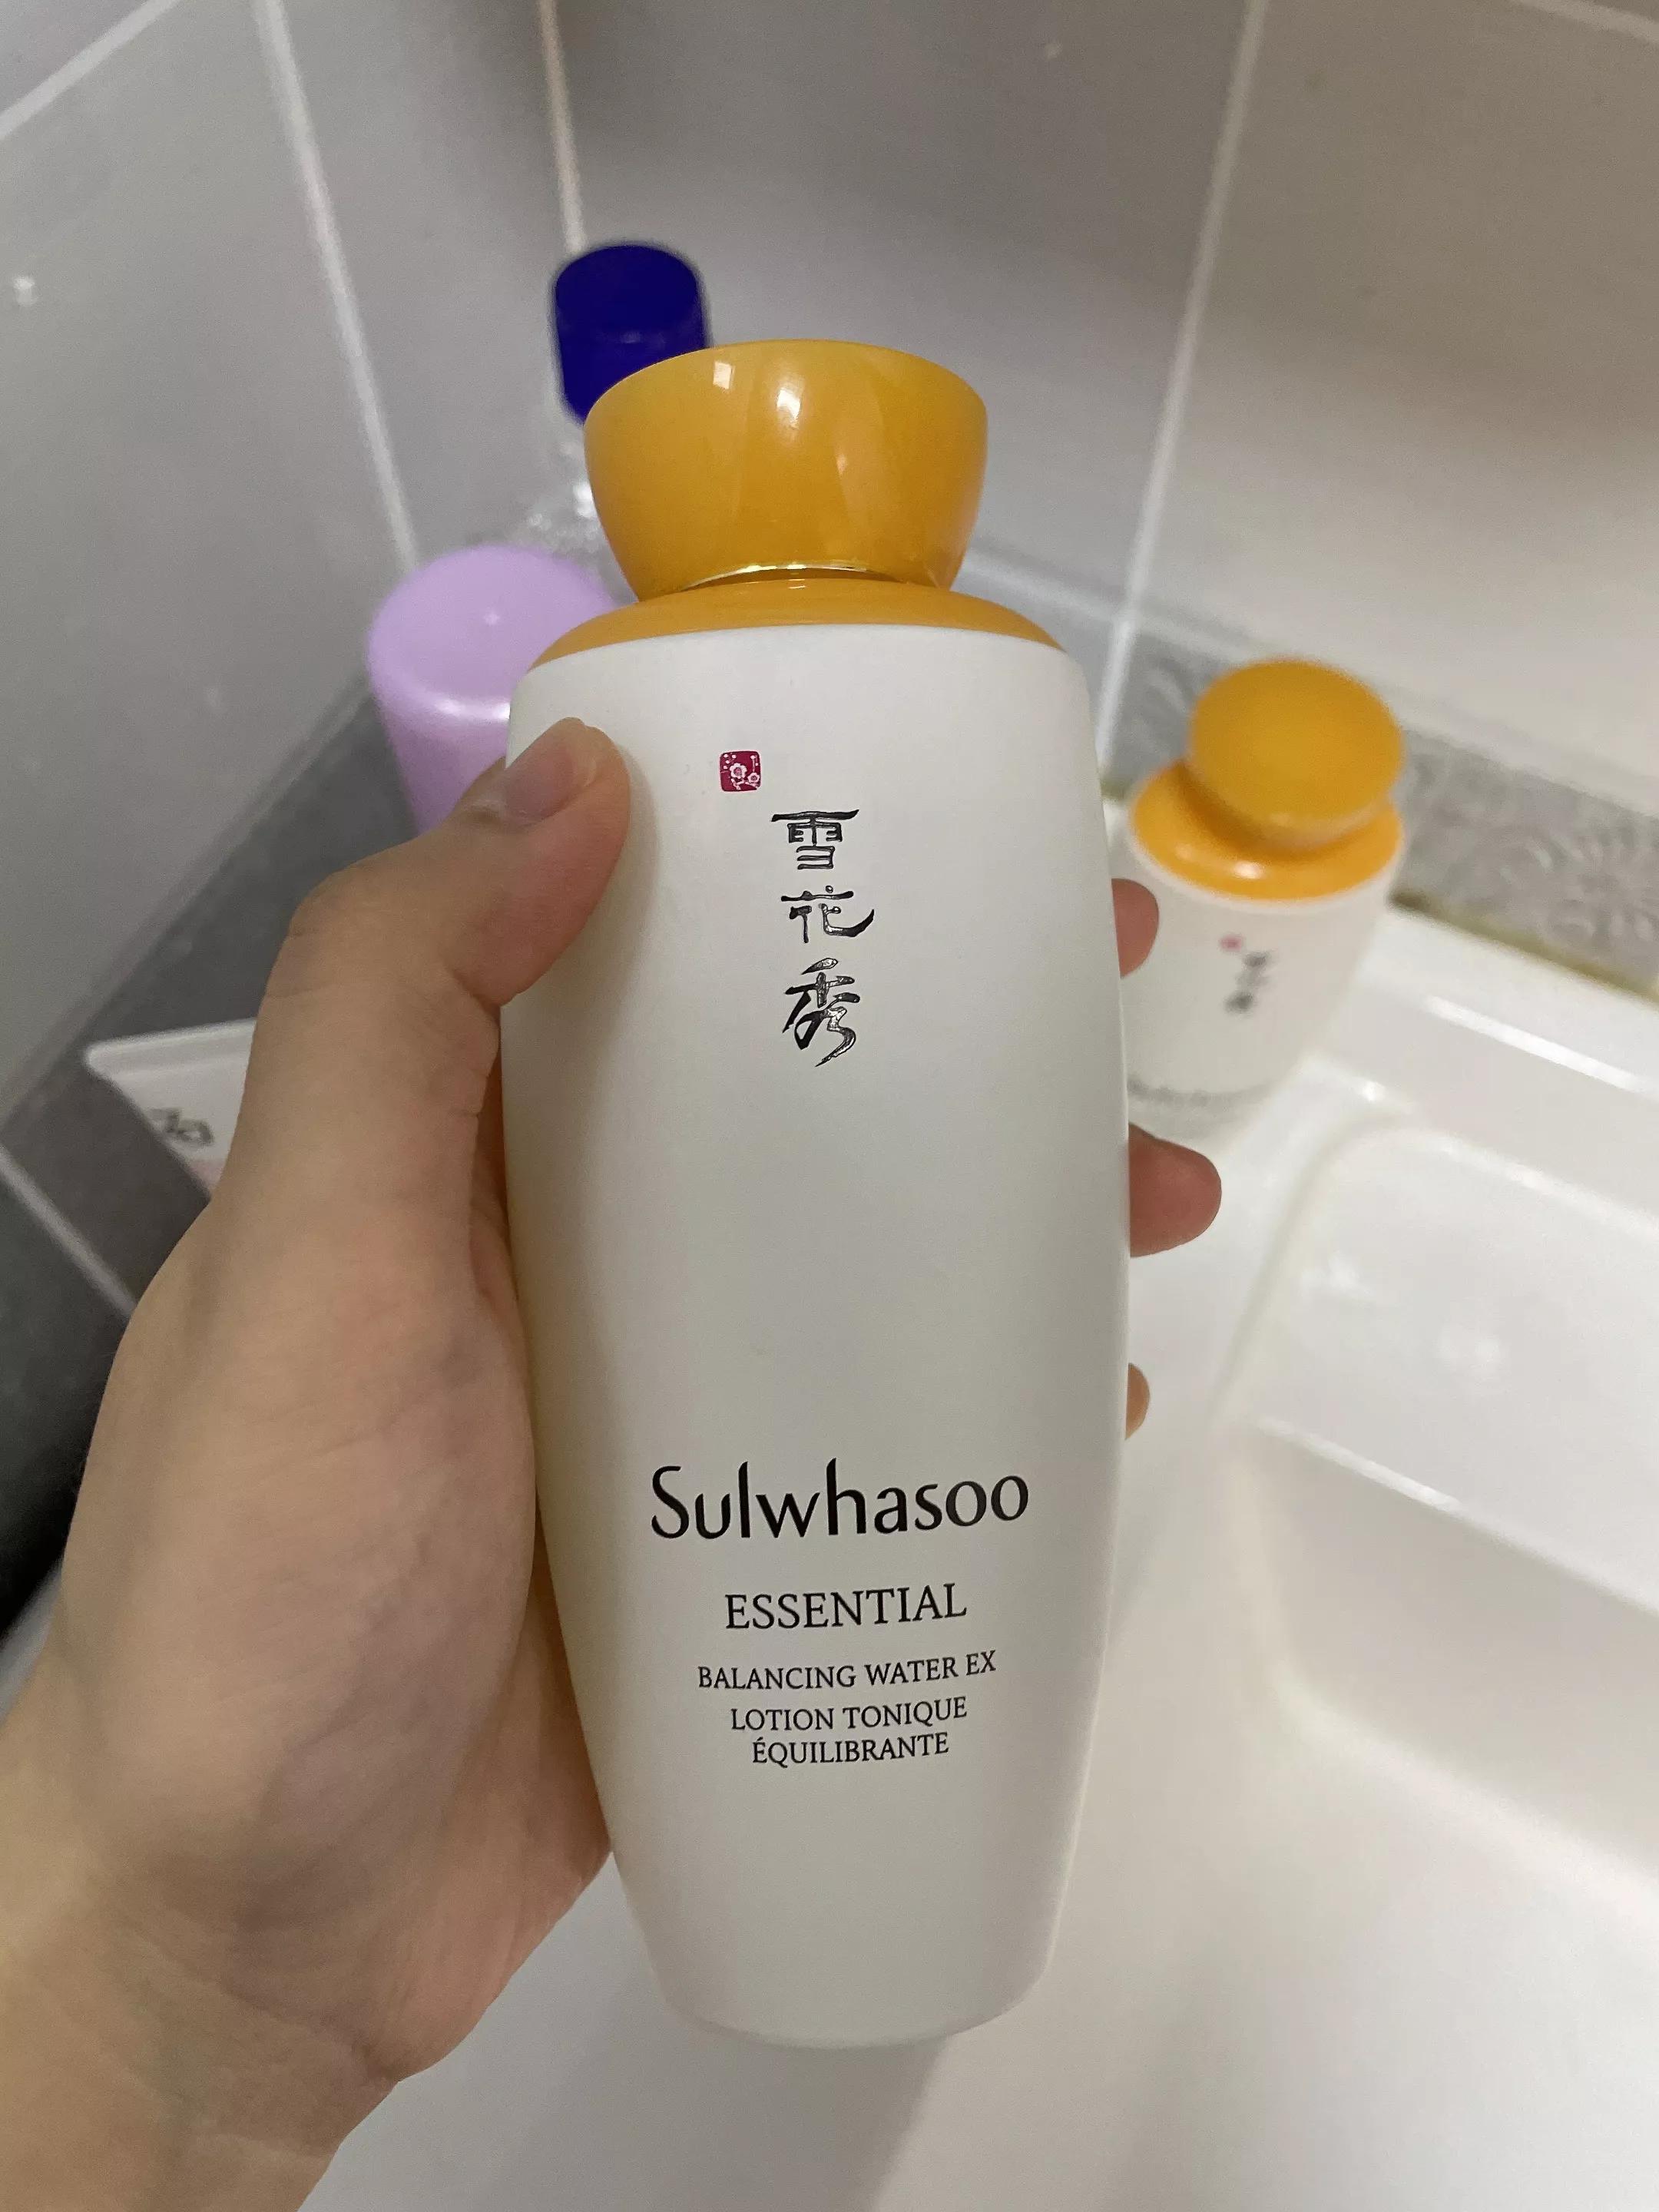 雪花秀
Sulwhasoo
ESSENTIAL
BALANCING WATER EX
LOTION TONIQUE
ÉQUILIBRANTE